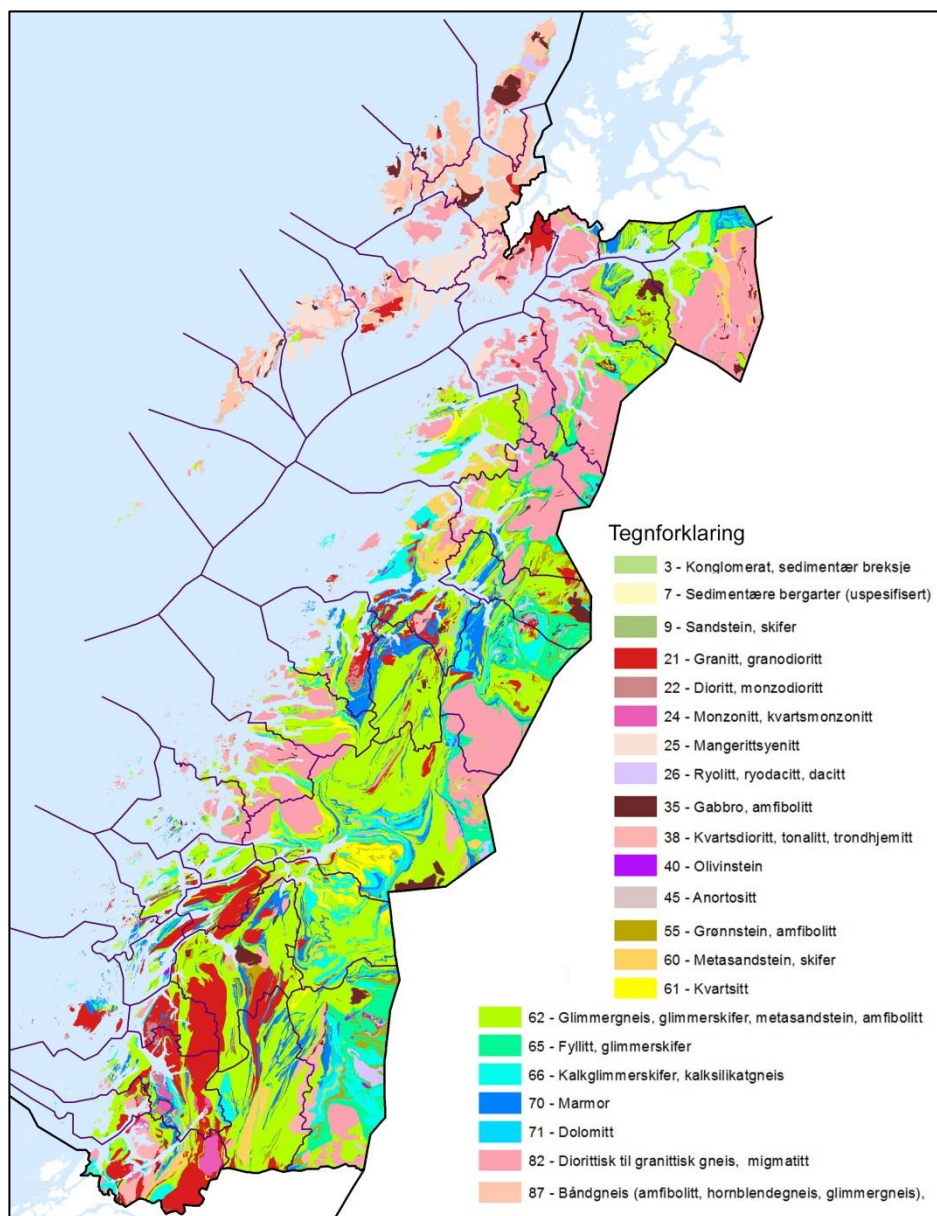 Tegnforklaring
3 - Konglomerat, sedimentær breksje
7 - Sedimentære bergarter (uspesifisert)
9 - Sandstein, skifer
21 - Granitt, granodioritt
22 - Dioritt, monzodioritt
24 - Monzonitt, kvartsmonzonitt
25 - Mangerittsyenitt
26 - Ryolitt, ryodacitt, dacitt
35 - Gabbro, amfibolitt
38 - Kvartsdioritt, tonalitt, trondhjemitt
40 - Olivinstein
45 - Anortositt
55 - Grønnstein, amfibolitt
60 - Metasandstein, skifer
61 - Kvartsitt
62 - Glimmergneis, glimmerskifer, metasandstein, amfibolitt
65 - Fyllitt, glimmerskifer
66 - Kalkglimmerskifer, kalksilikatgneis
70 - Marmor
71 - Dolomitt
82 - Diorittisk til granittisk gneis, migmatitt
87 - Båndgneis (amfibolitt, hornblendegneis, glimmergneis),